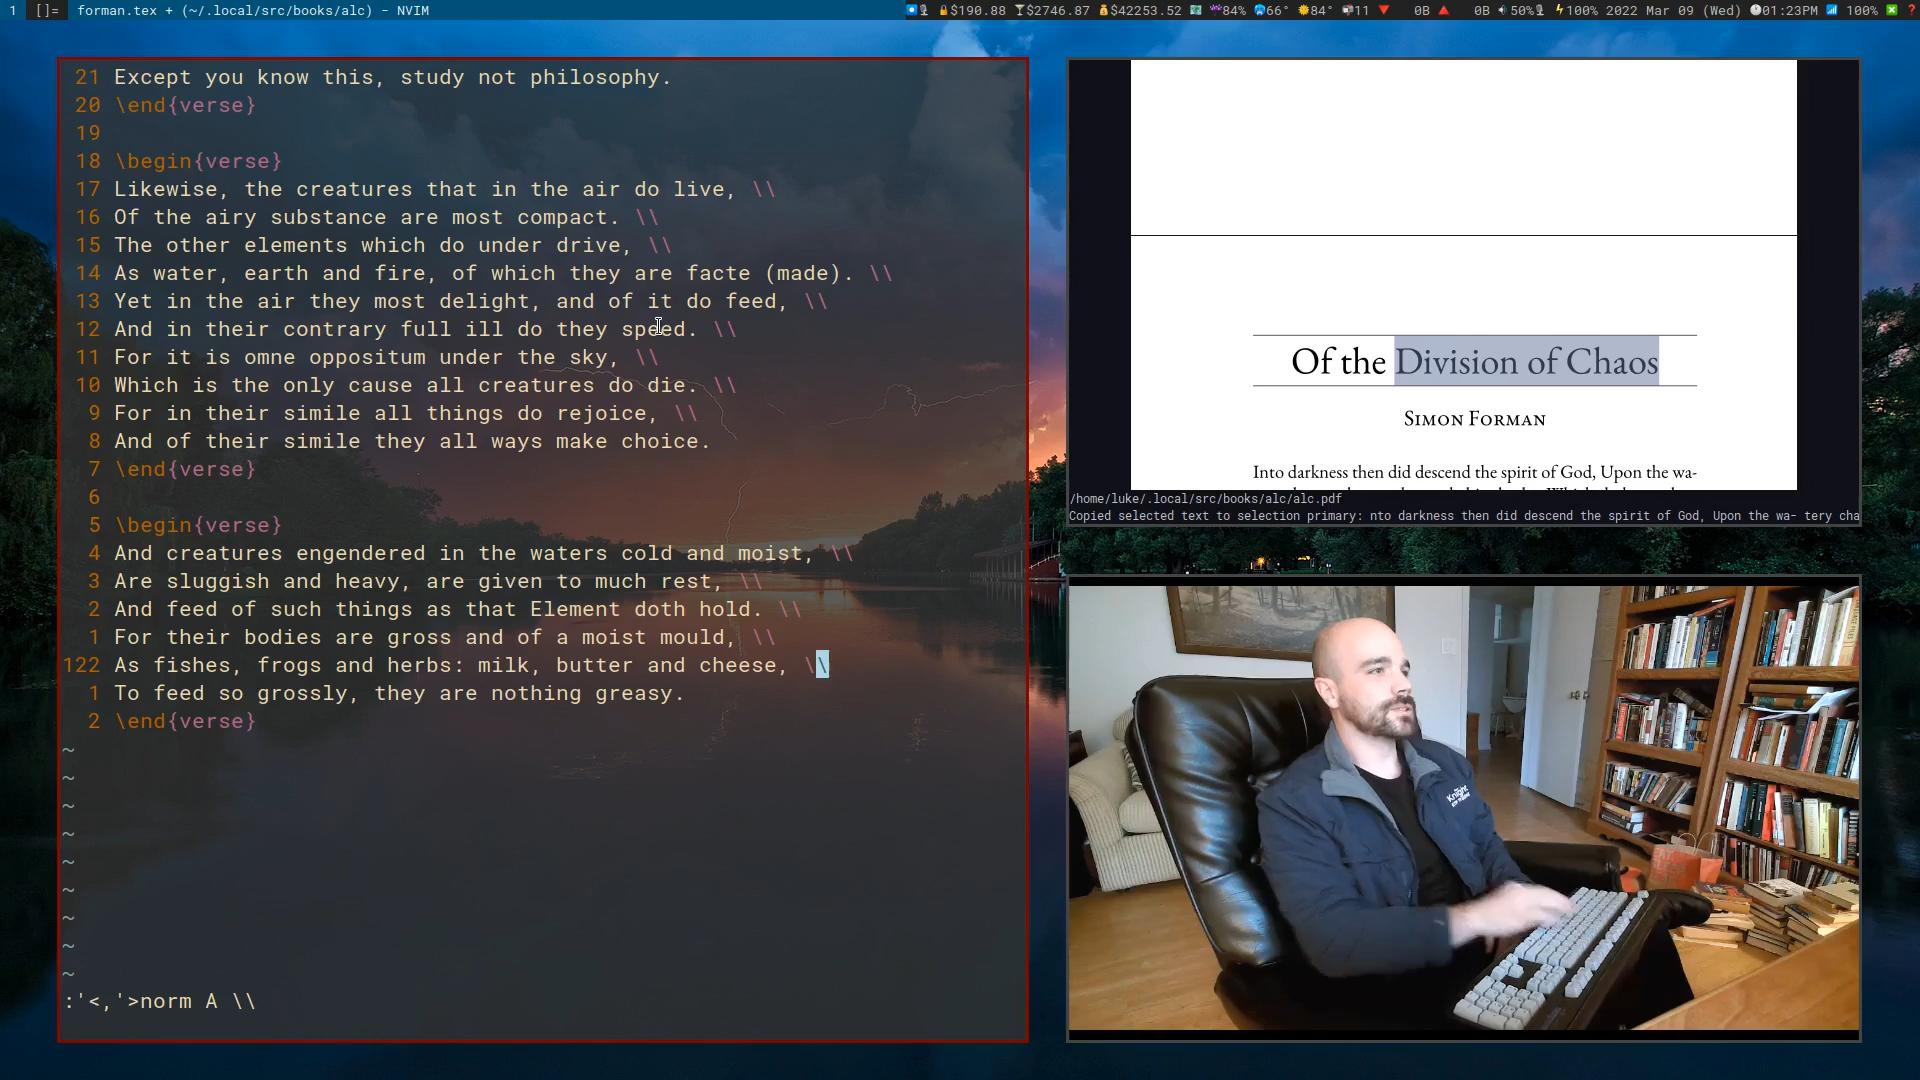 1 []= forman.tex + (~/.local/src/books/alc) - NVIM
$190.88 $2746.87 $42253.52 84% 66° 84° 11 0B 0B 50% 100% 2022 Mar 09 (Wed) 01:23PM 100% ?
21 Except you know this, study not philosophy.
20 \end{verse}
19
18 \begin{verse}
17 Likewise, the creatures that in the air do live, \\
16 Of the airy substance are most compact. \\
15 The other elements which do under drive, \\
14 As water, earth and fire, of which they are facte (made). \\
13 Yet in the air they most delight, and of it do feed, \\
12 And in their contrary full ill do they speed. \\
11 For it is omne oppositum under the sky, \\
10 Which is the only cause all creatures do die. \\
9 For in their simile all things do rejoice, \\
8 And of their simile they all ways make choice.
7 \end{verse}
6
5 \begin{verse}
4 And creatures engendered in the waters cold and moist, \\
3 Are sluggish and heavy, are given to much rest, \\
2 And feed of such things as that Element doth hold. \\
1 For their bodies are gross and of a moist mould, \\
122 As fishes, frogs and herbs: milk, butter and cheese, \\
1 To feed so grossly, they are nothing greasy.
2 \end{verse}
~
~
~
~
~
~
~
~
~
:'<,'>norm A \\
Of the Division of Chaos
Simon Forman
Into darkness then did descend the spirit of God, Upon the wa-
/home/luke/.local/src/books/alc/alc.pdf
Copied selected text to selection primary: nto darkness then did descend the spirit of God, Upon the wa- tery cha
Knight